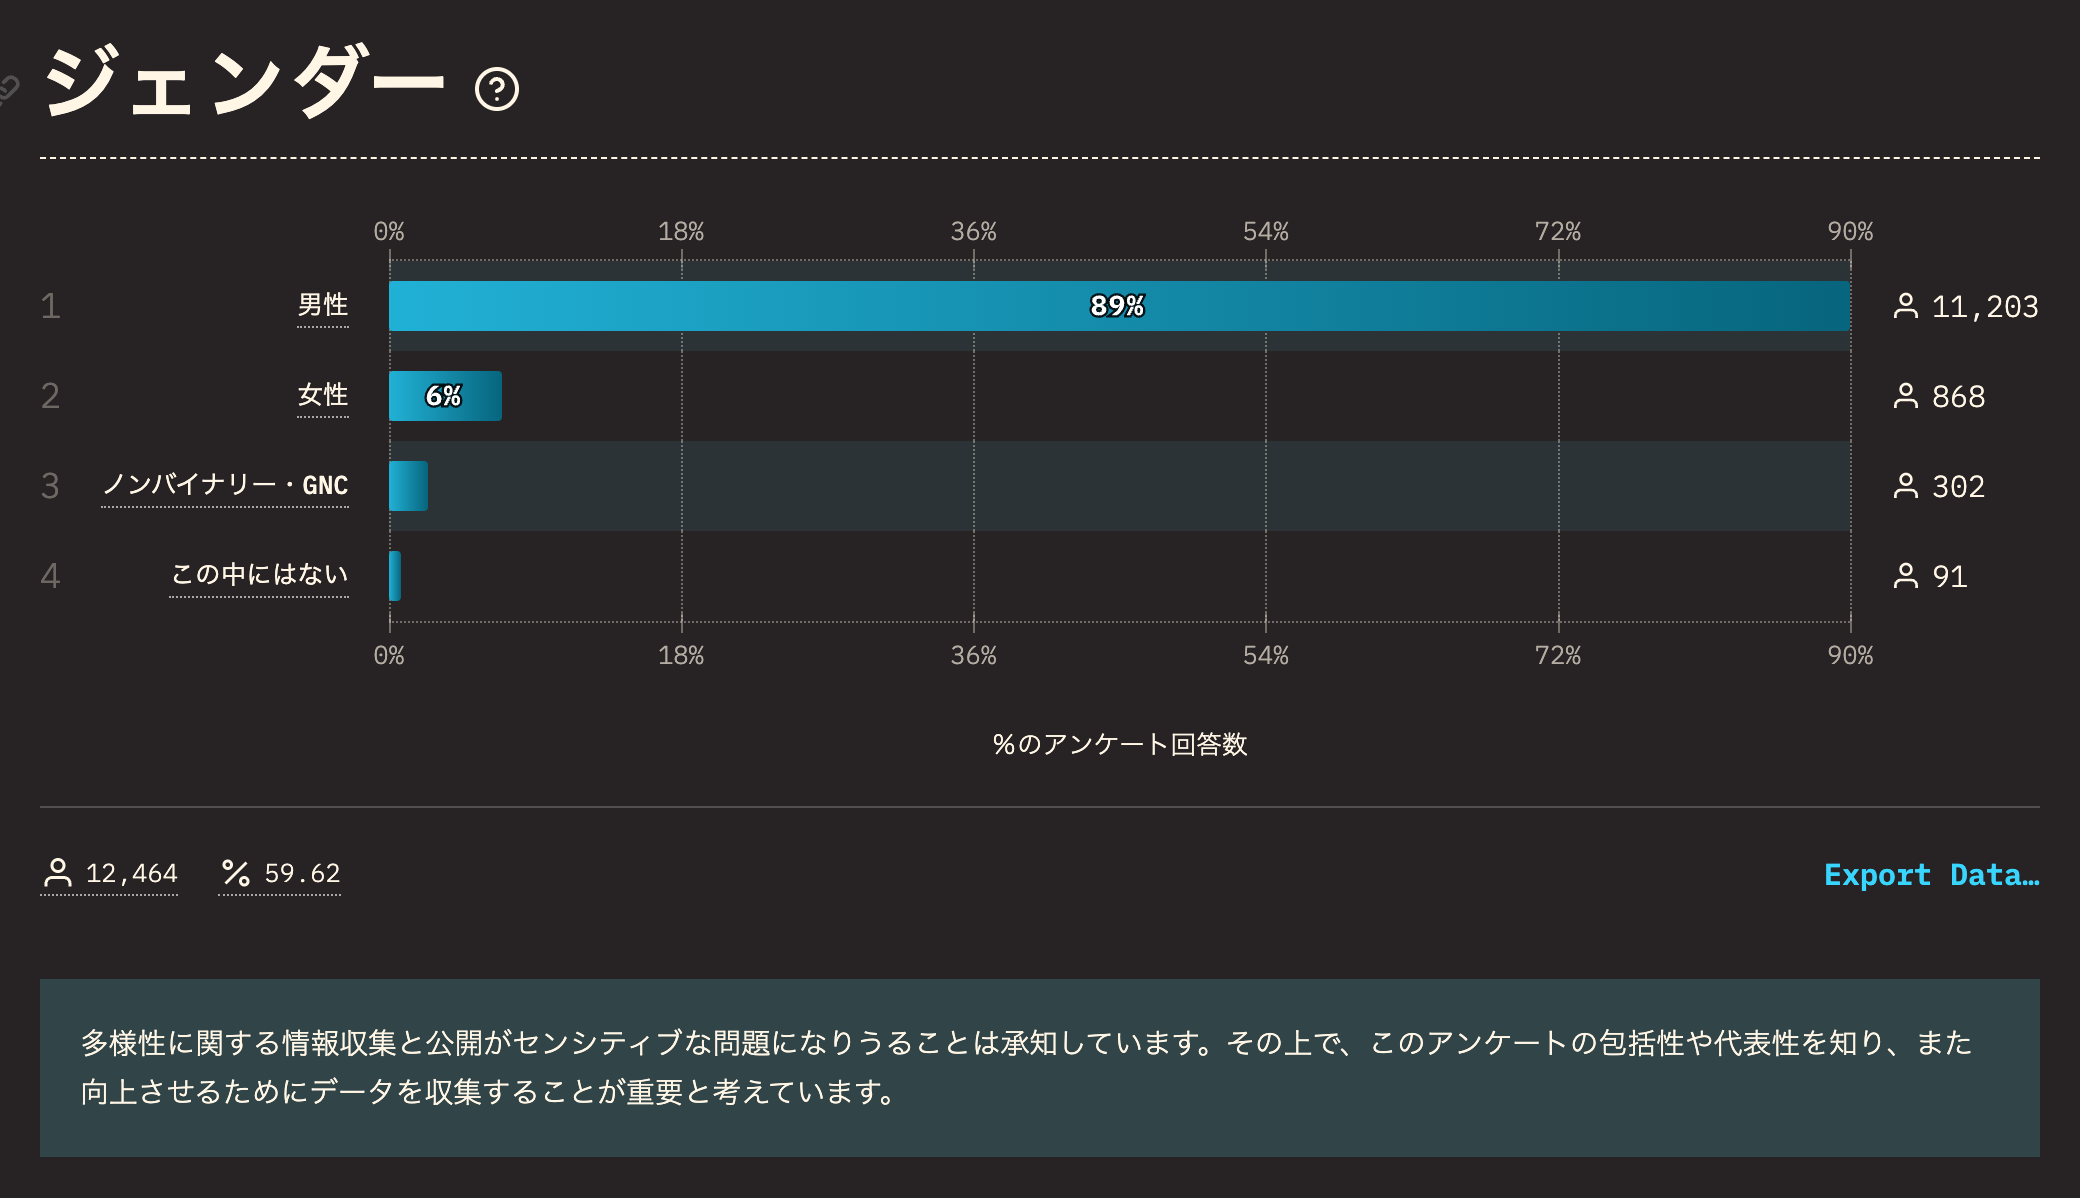 ジェンダー ?
0% 18% 36% 54% 72% 90%
1 男性 89% 11,203
2 女性 6% 868
3 ノンバイナリー・GNC 302
4 この中にはない 91
0% 18% 36% 54% 72% 90%
%のアンケート回答数
12,464 % 59.62 Export Data…
多様性に関する情報収集と公開がセンシティブな問題になりうることは承知しています。その上で、このアンケートの包括性や代表性を知り、また
向上させるためにデータを収集することが重要と考えています。